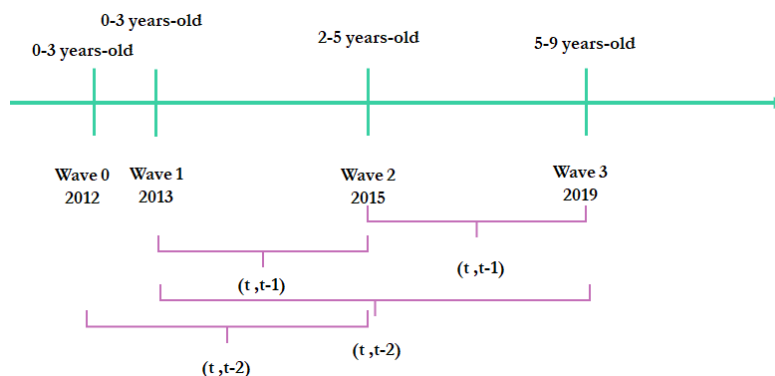 0-3 years-old
0-3 years-old
2-5 years-old
5-9 years-old
Wave 0
2012
Wave 1
2013
Wave 2
2015
Wave 3
2019
(t ,t-1)
(t ,t-1)
(t ,t-2)
(t ,t-2)